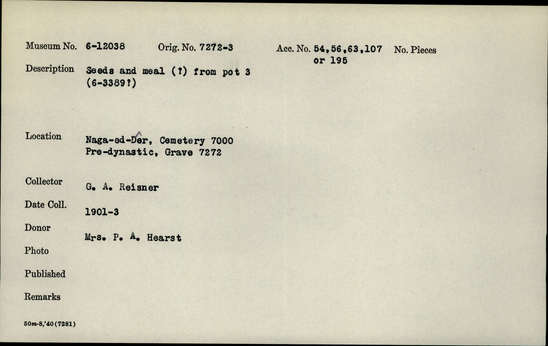 Museum No. 6-12038 Orig. No. 7272-3 Acc. No. 54,56,63,107 No. Pieces
or 195
Description Seeds and meal (?) from pot 3
(6-3389?)
Location Naga-ed-Dêr, Cemetery 7000
Pre-dynastic, Grave 7272
Collector G. A. Reisner
Date Coll. 1901-3
Donor Mrs. P. A. Hearst
Photo
Published
Remarks
50m-8,'40(7281)